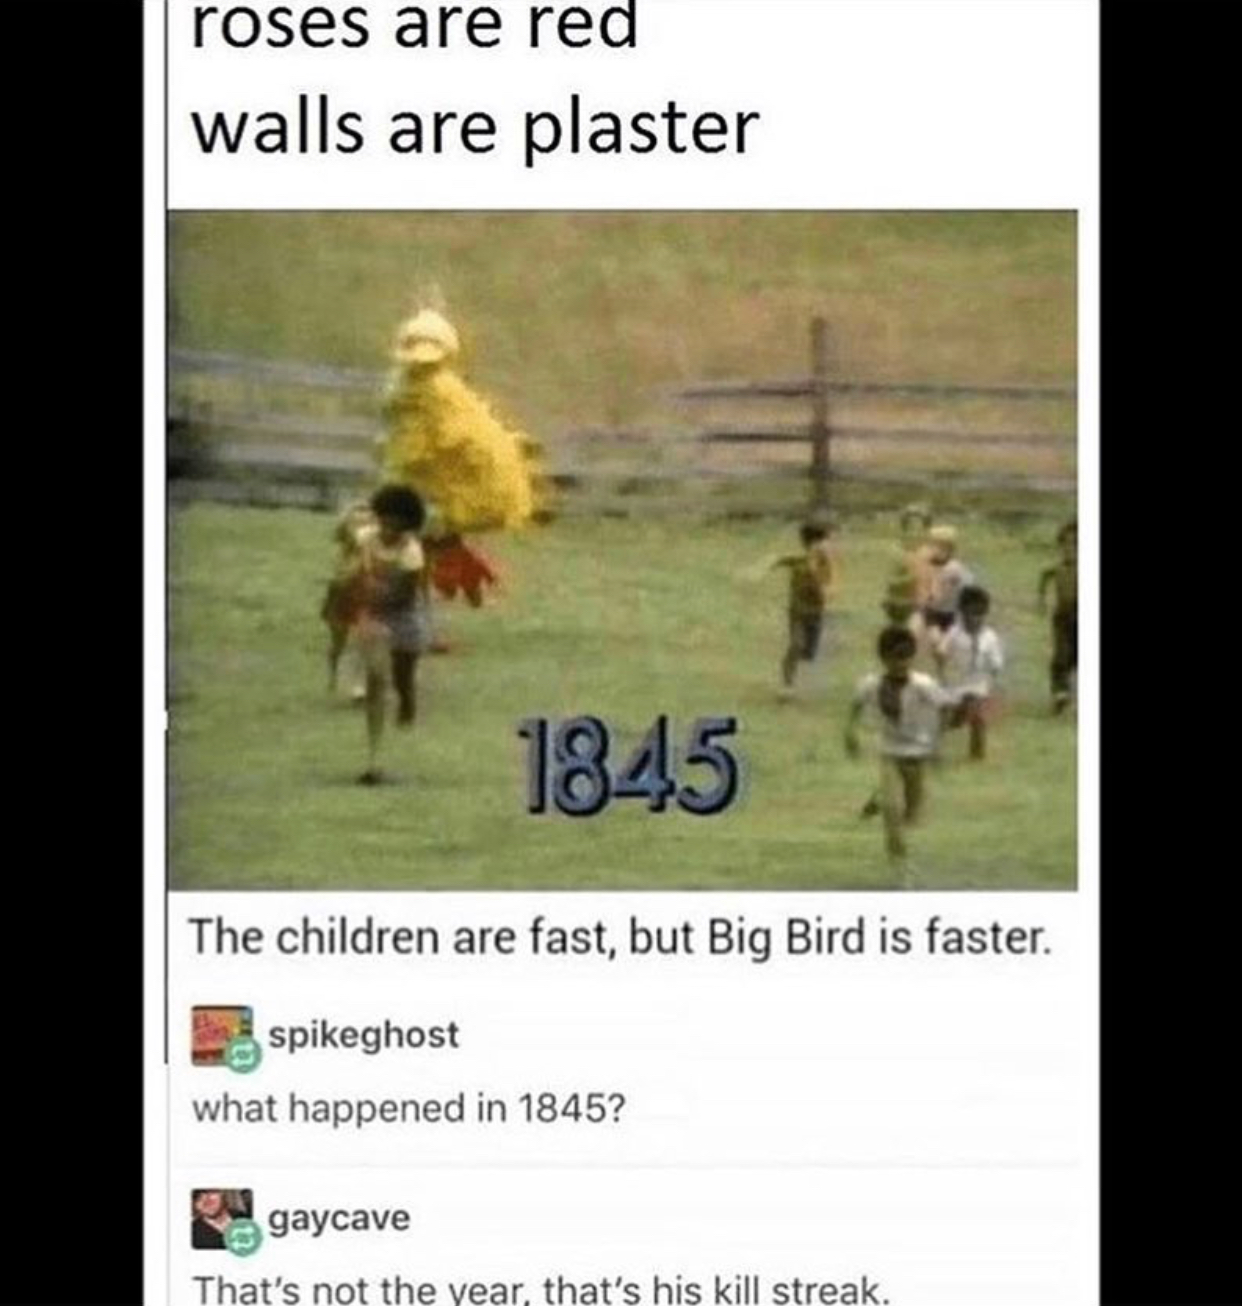 roses are red
walls are plaster
1845
The children are fast, but Big Bird is faster.
spikeghost
what happened in 1845?
gaycave
That's not the year, that's his kill streak.